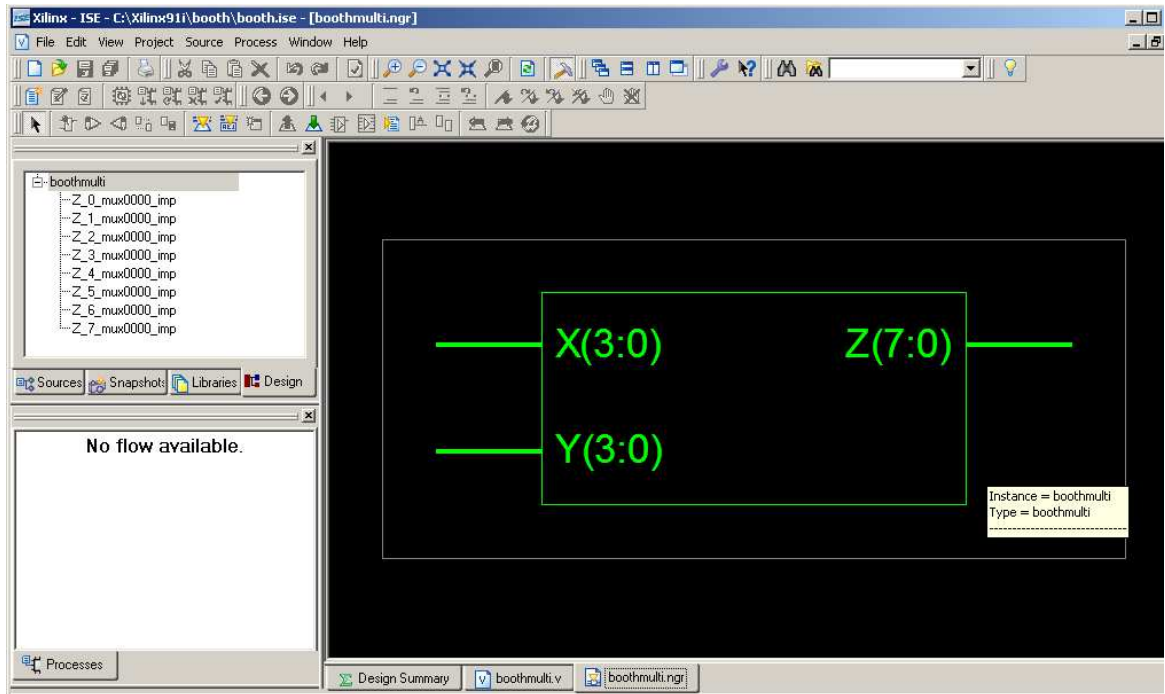 Xilinx - ISE - C:\Xilinx91i\booth\booth.ise - [boothmulti.ngr]
File Edit View Project Source Process Window Help
boothmulti
Z_0_mux0000_imp
Z_1_mux0000_imp
Z_2_mux0000_imp
Z_3_mux0000_imp
Z_4_mux0000_imp
Z_5_mux0000_imp
Z_6_mux0000_imp
Z_7_mux0000_imp
Sources Snapshots Libraries Design
No flow available.
Processes
X(3:0) Z(7:0)
Y(3:0)
Instance = boothmulti
Type = boothmulti
Design Summary boothmulti.v boothmulti.ngr